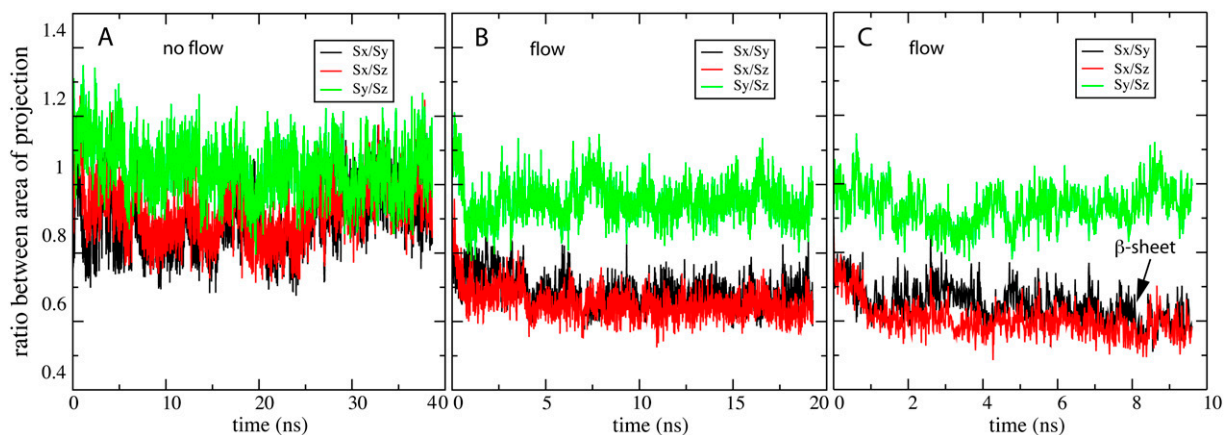 ratio between area of projection
1.4
1.2
1
0.8
0.6
0.4
A
no flow
Sx/Sy
Sx/Sz
Sy/Sz
0
10
20
30
40
time (ns)
B
flow
Sx/Sy
Sx/Sz
Sy/Sz
0
5
10
15
20
time (ns)
C
flow
Sx/Sy
Sx/Sz
Sy/Sz
β-sheet
0
2
4
6
8
10
time (ns)